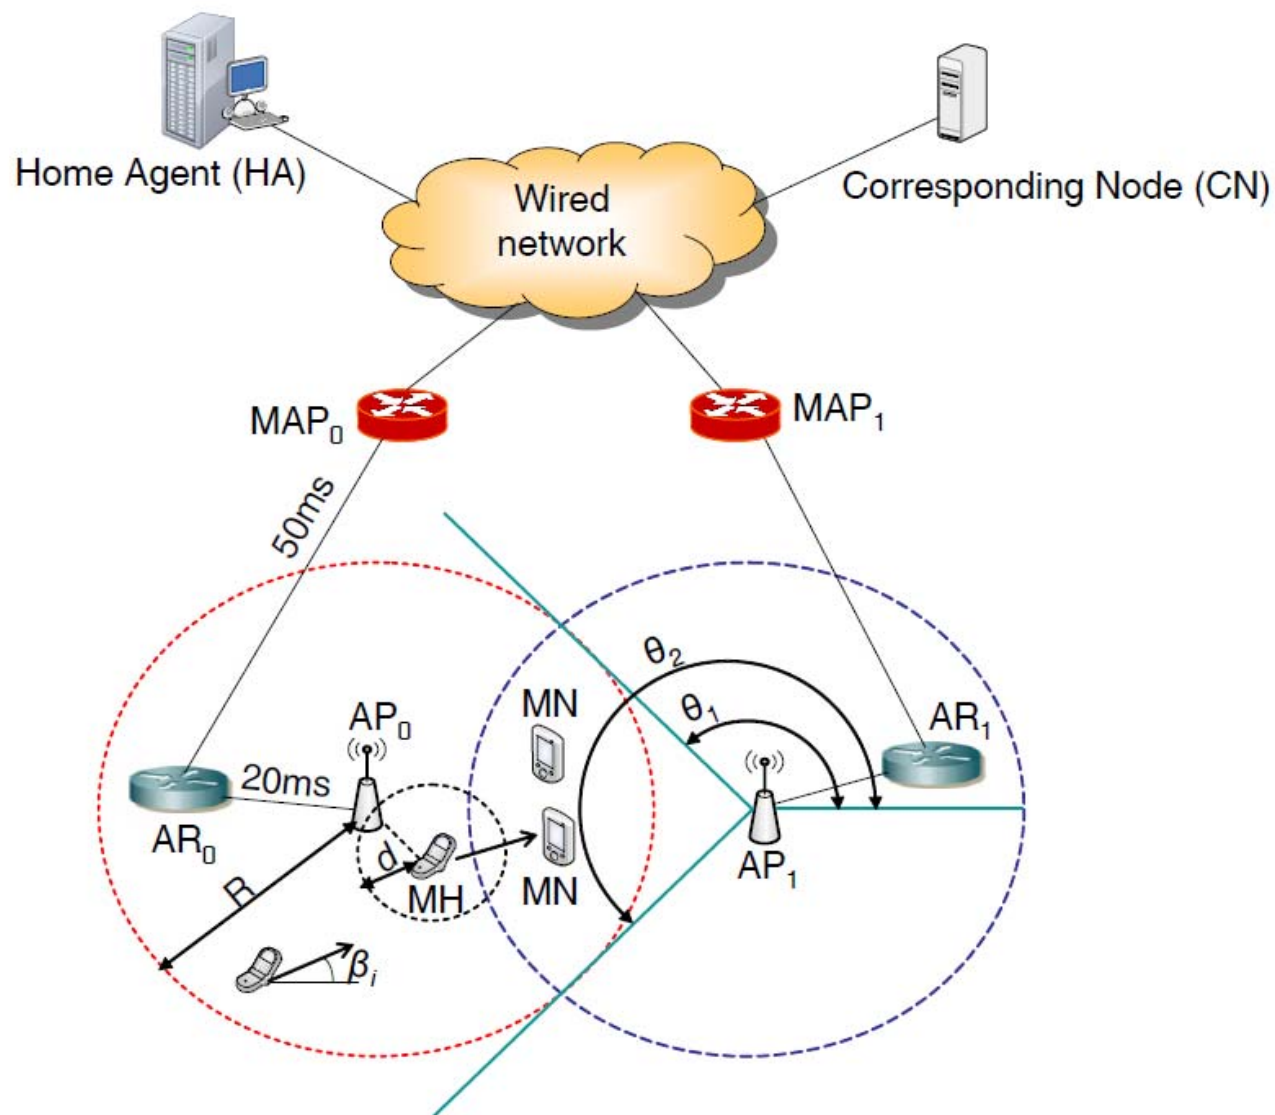 Home Agent (HA)
Corresponding Node (CN)
Wired
network
MAP₀
MAP₁
50ms
θ₂
θ₁
MN
AP₀
AR₁
20ms
AR₀
d
MH
MN
AP₁
R
βᵢ